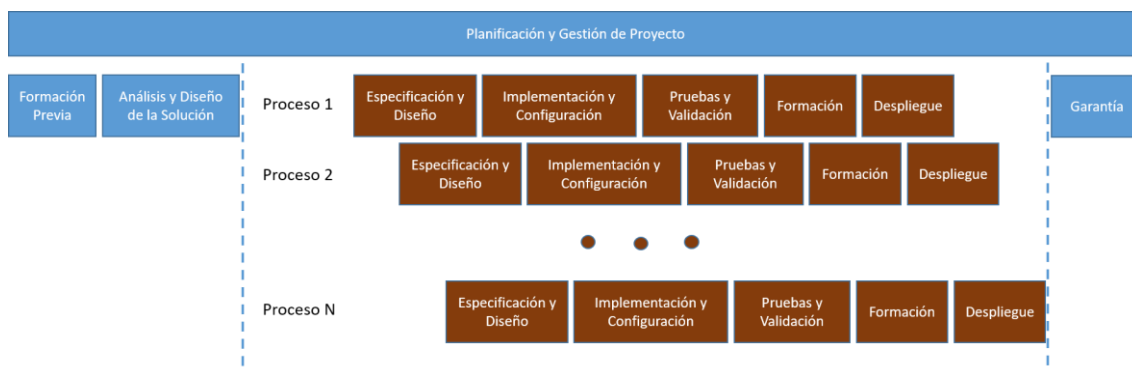 Planificación y Gestión de Proyecto
Formación
Previa
Análisis y Diseño
de la Solución
Proceso 1
Especificación y
Diseño
Implementación y
Configuración
Pruebas y
Validación
Formación
Despliegue
Garantía
Proceso 2
Especificación y
Diseño
Implementación y
Configuración
Pruebas y
Validación
Formación
Despliegue
Proceso N
Especificación y
Diseño
Implementación y
Configuración
Pruebas y
Validación
Formación
Despliegue